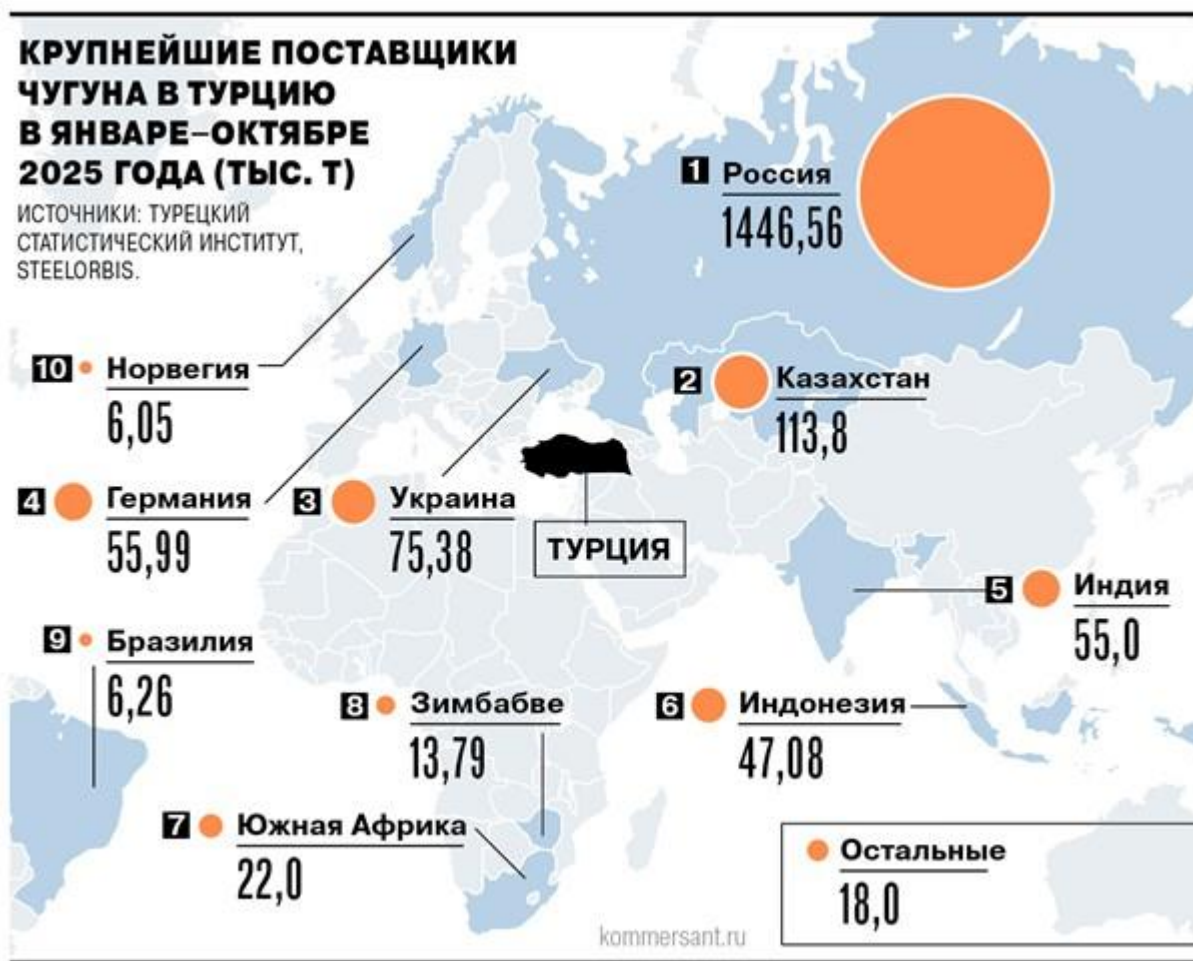 КРУПНЕЙШИЕ ПОСТАВЩИКИ
ЧУГУНА В ТУРЦИЮ
В ЯНВАРЕ–ОКТЯБРЕ
2025 ГОДА (ТЫС. Т)
ИСТОЧНИКИ: ТУРЕЦКИЙ
СТАТИСТИЧЕСКИЙ ИНСТИТУТ,
STEELORBIS.
1 Россия
1446,56
2 Казахстан
113,8
3 Украина
75,38
4 Германия
55,99
5 Индия
55,0
6 Индонезия
47,08
7 Южная Африка
22,0
8 Зимбабве
13,79
9 Бразилия
6,26
10 Норвегия
6,05
ТУРЦИЯ
Остальные
18,0
kommersant.ru